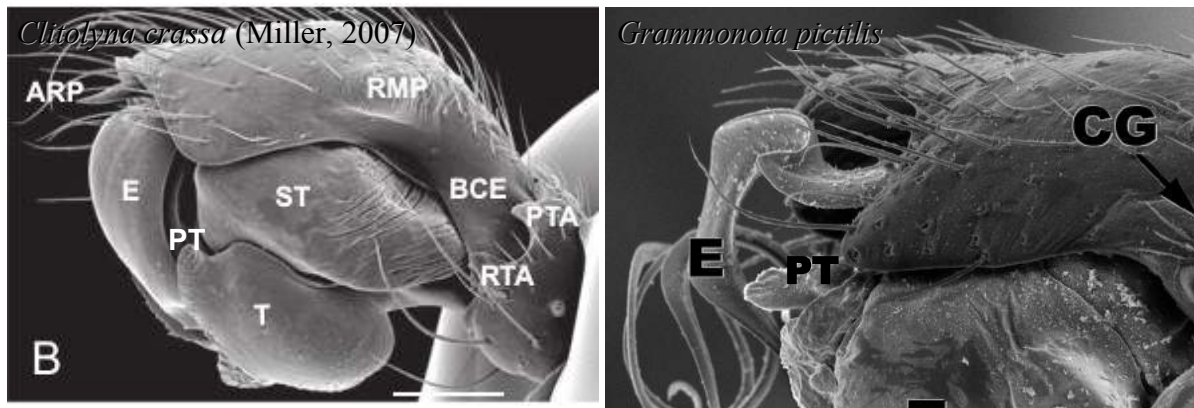 Clitolyna crassa (Miller, 2007)
ARP
RMP
E
ST
BCE
PTA
PT
RTA
T
B
Grammonota pictilis
CG
E
PT